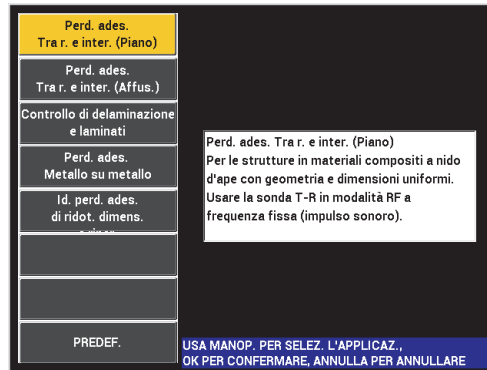 Perd. ades.
Tra r. e inter. (Piano)
Perd. ades.
Tra r. e inter. (Affus.)
Controllo di delaminazione
e laminati
Perd. ades.
Metallo su metallo
Id. perd. ades.
di ridot. dimens.
PREDEF.
Perd. ades. Tra r. e inter. (Piano)
Per le strutture in materiali compositi a nido
d'ape con geometria e dimensioni uniformi.
Usare la sonda T-R in modalità RF a
frequenza fissa (impulso sonoro).
USA MANOP. PER SELEZ. L'APPLICAZ.,
OK PER CONFERMARE, ANNULLA PER ANNULLARE